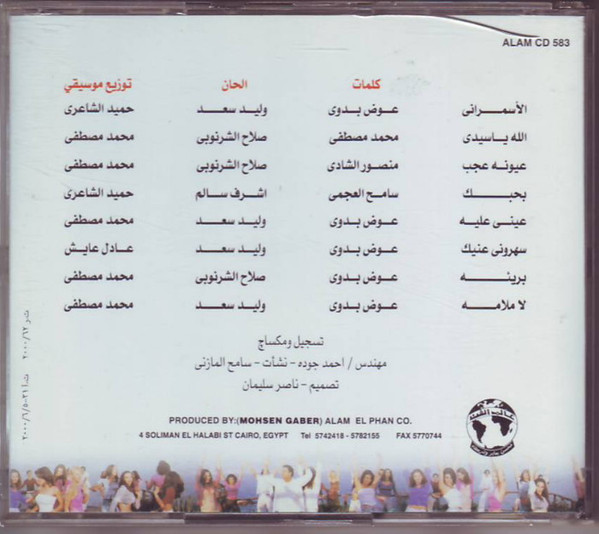 ALAM CD 583
كلمات الحان توزيع موسيقي
الأسمرانى عوض بدوى وليد سعد حميد الشاعرى
الله ياسيدى محمد مصطفى صلاح الشرنوبى محمد مصطفى
عيونه عجب منصور الشادى صلاح الشرنوبى محمد مصطفى
بحبك سامح العجمى اشرف سالم حميد الشاعرى
عينى عليه عوض بدوى وليد سعد محمد مصطفى
سهرونى عنيك عوض بدوى وليد سعد عادل عايش
بريئه عوض بدوى صلاح الشرنوبى محمد مصطفى
لا ملامه عوض بدوى وليد سعد محمد مصطفى
تسجيل ومكساچ
مهندس / احمد جوده - نشأت - سامح المازنى
تصميم - ناصر سليمان
PRODUCED BY:(MOHSEN GABER) ALAM EL PHAN CO.
4 SOLIMAN EL HALABI ST CAIRO, EGYPT Tel 5742418 - 5782155 FAX 5770744
عالم الفن